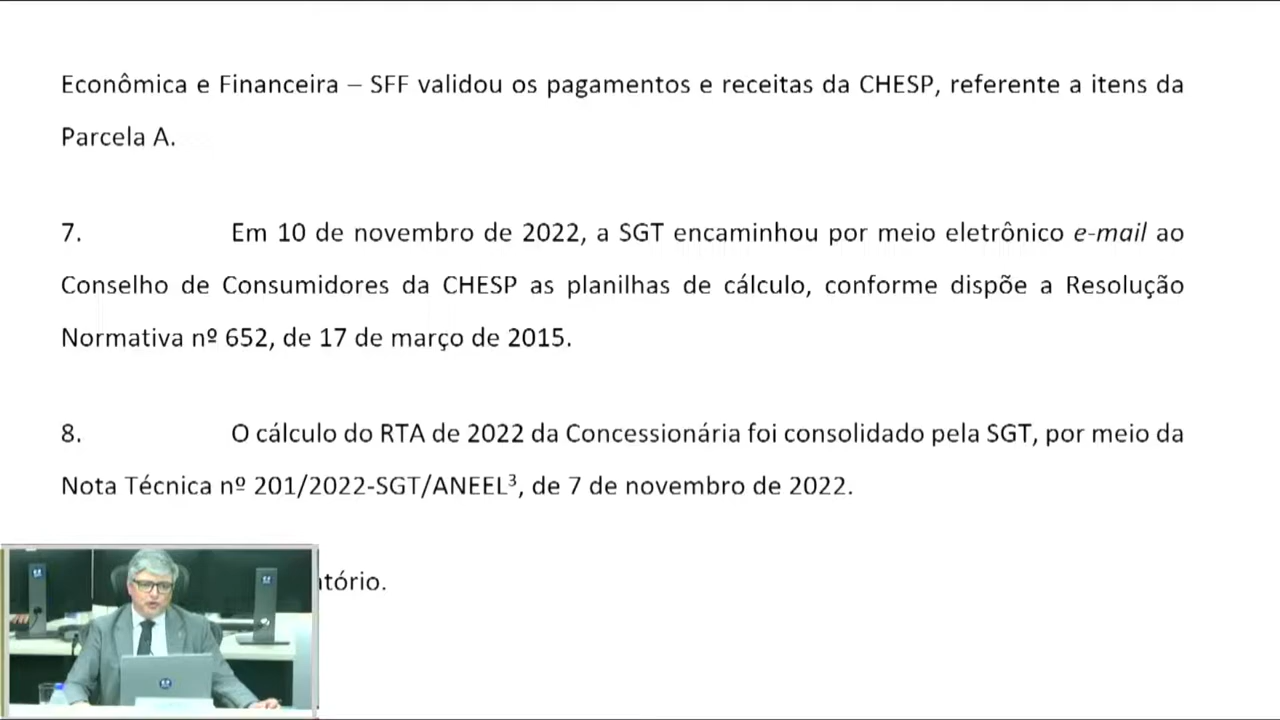 Econômica e Financeira – SFF validou os pagamentos e receitas da CHESP, referente a itens da
Parcela A.
7. Em 10 de novembro de 2022, a SGT encaminhou por meio eletrônico e-mail ao
Conselho de Consumidores da CHESP as planilhas de cálculo, conforme dispõe a Resolução
Normativa nº 652, de 17 de março de 2015.
8. O cálculo do RTA de 2022 da Concessionária foi consolidado pela SGT, por meio da
Nota Técnica nº 201/2022-SGT/ANEEL³, de 7 de novembro de 2022.
tório.